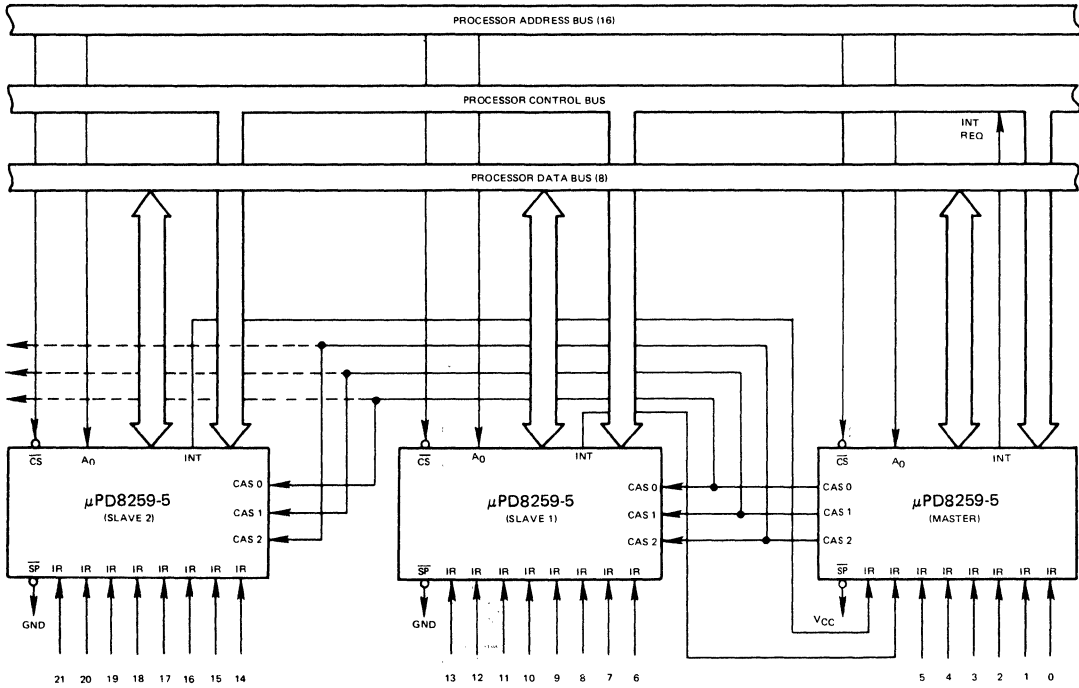 PROCESSOR ADDRESS BUS (16)
PROCESSOR CONTROL BUS
INT
REQ
PROCESSOR DATA BUS (8)
CS A0 INT
µPD8259-5
(SLAVE 2)
CAS 0
CAS 1
CAS 2
SP IR IR IR IR IR IR IR IR
GND
21 20 19 18 17 16 15 14
CS A0 INT
µPD8259-5
(SLAVE 1)
CAS 0
CAS 1
CAS 2
SP IR IR IR IR IR IR IR IR
GND
13 12 11 10 9 8 7 6
CS A0 INT
CAS 0
CAS 1
CAS 2
µPD8259-5
(MASTER)
SP IR IR IR IR IR IR IR IR
VCC
5 4 3 2 1 0